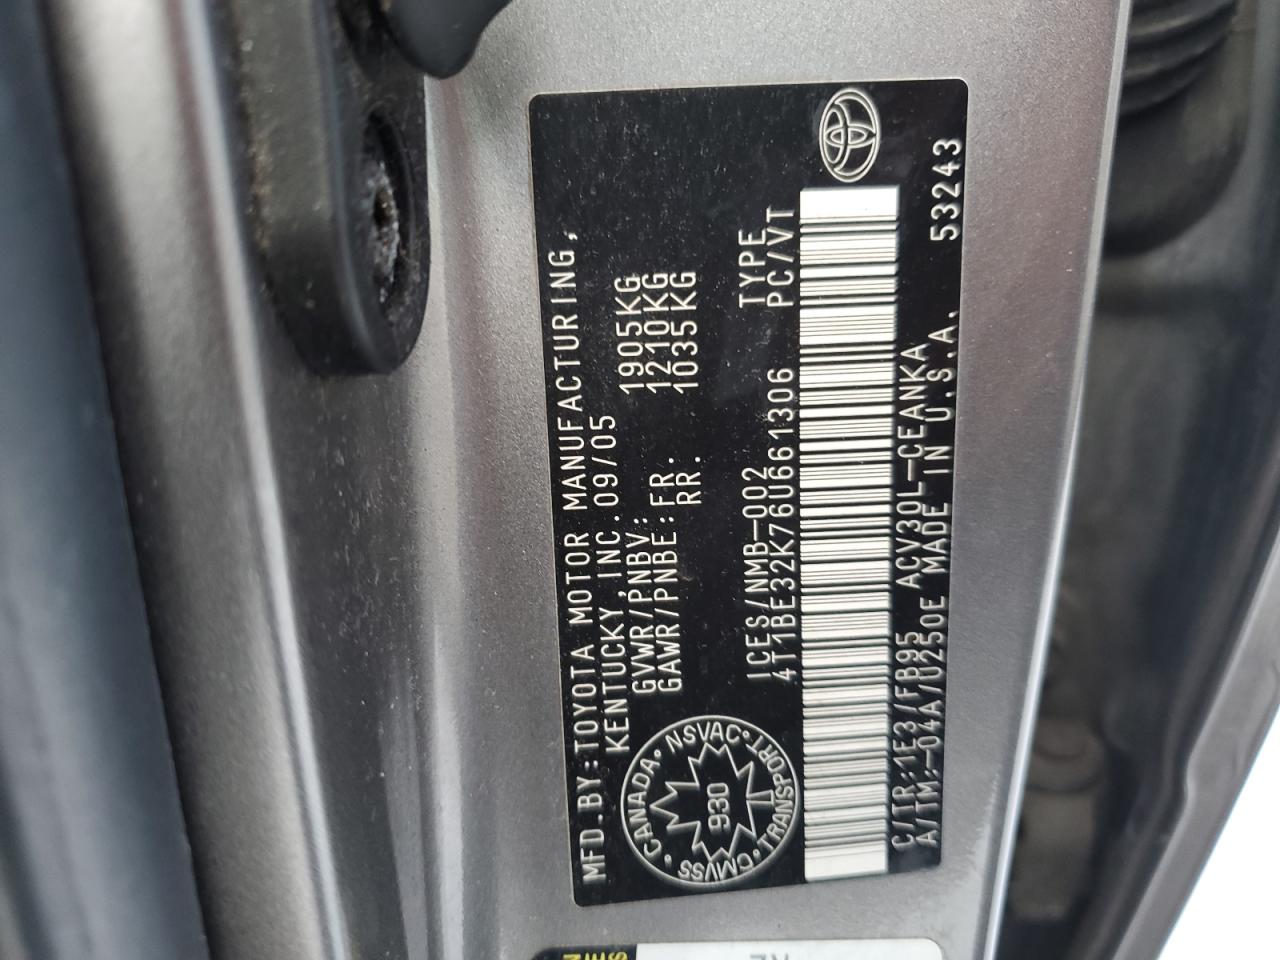 MFD.BY:TOYOTA MOTOR MANUFACTURING,
KENTUCKY,INC. 09/05
GVWR/PNBV: 1905KG
GAWR/PNBE:FR. 1210KG
RR. 1035KG
ICES/NMB-002 TYPE
4T1BE32K76U661306 PC/VT
CANADA • NSVAC • TRANSPORT • CMVSS •
930
C/TR:1E3/FB95 ACV30L-CEANKA
A/TM:-04A/U250E MADE IN U.S.A. 53243